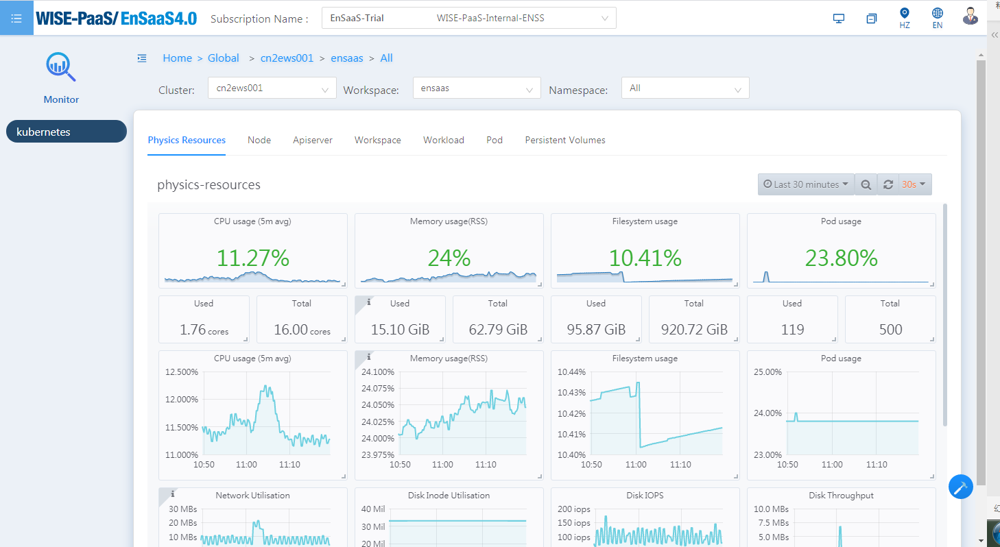 WISE-PaaS/ EnSaaS4.0 Subscription Name : EnSaaS-Trial WISE-PaaS-Internal-ENSS HZ EN
Home > Global > cn2ews001 > ensaas > All
Monitor
Cluster: cn2ews001 Workspace: ensaas Namespace: All
kubernetes
Physics Resources Node Apiserver Workspace Workload Pod Persistent Volumes
physics-resources Last 30 minutes 30s
CPU usage (5m avg) Memory usage(RSS) Filesystem usage Pod usage
11.27% 24% 10.41% 23.80%
Used Total Used Total Used Total Used Total
1.76 cores 16.00 cores 15.10 GiB 62.79 GiB 95.87 GiB 920.72 GiB 119 500
CPU usage (5m avg)
12.500%
12.000%
11.500%
11.000%
10:50 11:00 11:10
Memory usage(RSS)
24.100%
24.075%
24.050%
24.025%
24.000%
23.975%
10:50 11:00 11:10
Filesystem usage
10.44%
10.43%
10.42%
10.41%
10.40%
10:50 11:00 11:10
Pod usage
25.00%
24.00%
23.00%
10:50 11:00 11:10
Network Utilisation
30 MBs
20 MBs
10 MBs
Disk Inode Utilisation
40 Mil
30 Mil
20 Mil
Disk IOPS
200 iops
150 iops
100 iops
Disk Throughput
10.0 MBs
7.5 MBs
5.0 MBs